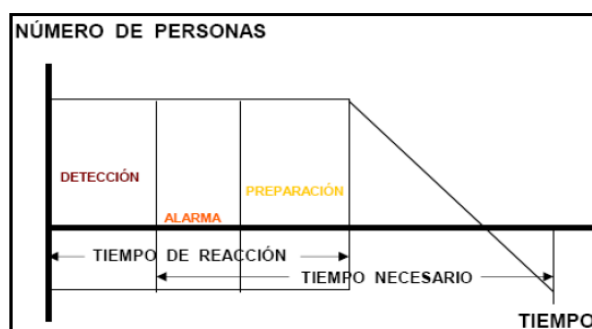 NÚMERO DE PERSONAS
DETECCIÓN
ALARMA
PREPARACIÓN
TIEMPO DE REACCIÓN
TIEMPO NECESARIO
TIEMPO